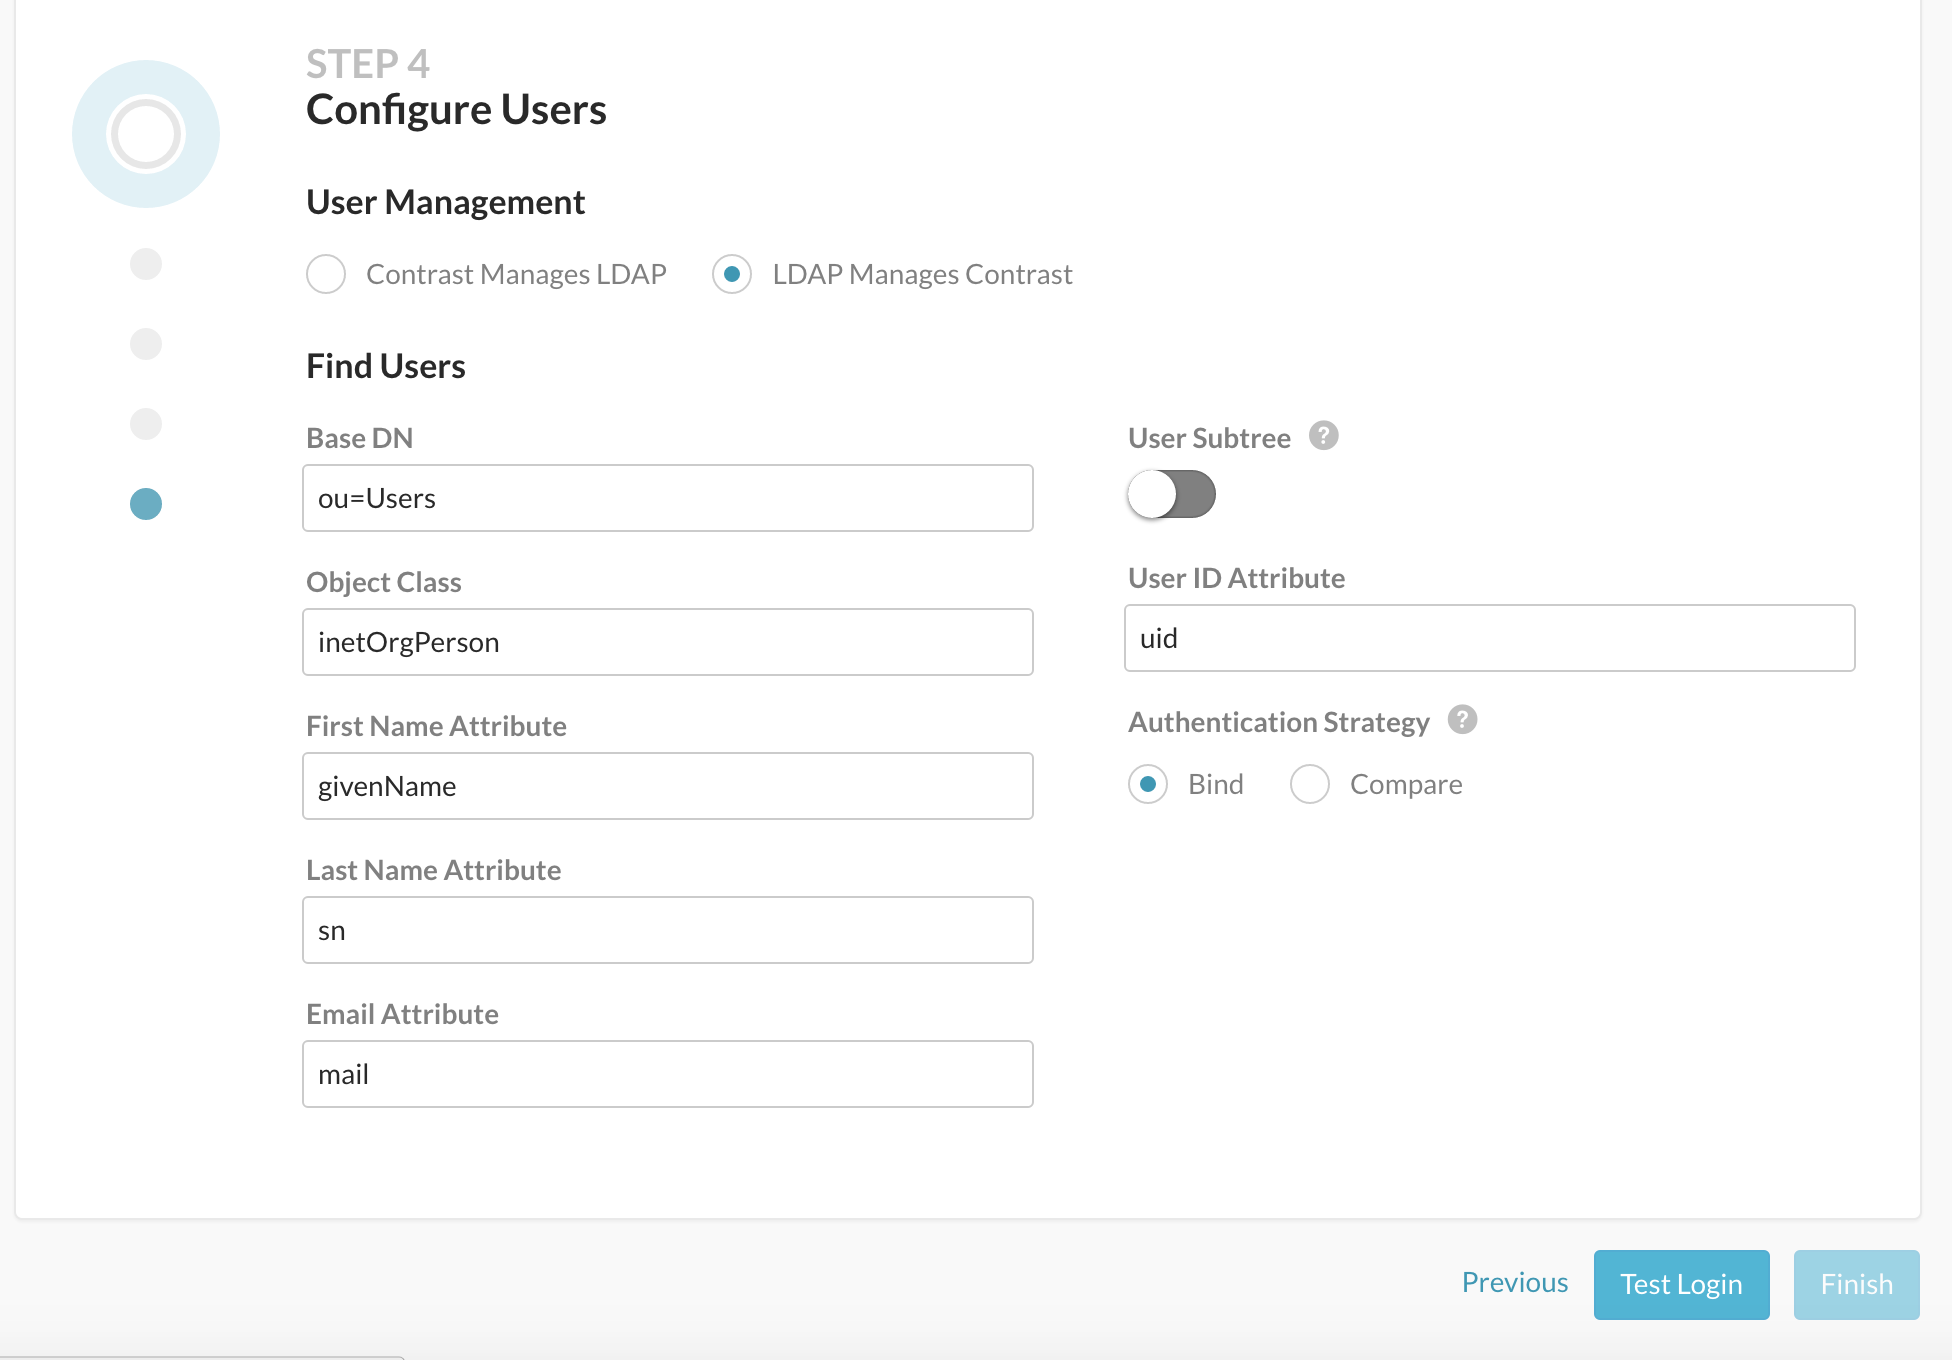 STEP 4
Configure Users
User Management
Contrast Manages LDAP
LDAP Manages Contrast
Find Users
Base DN
ou=Users
Object Class
inetOrgPerson
First Name Attribute
givenName
Last Name Attribute
sn
Email Attribute
mail
User Subtree ?
User ID Attribute
uid
Authentication Strategy ?
Bind
Compare
Previous
Test Login
Finish